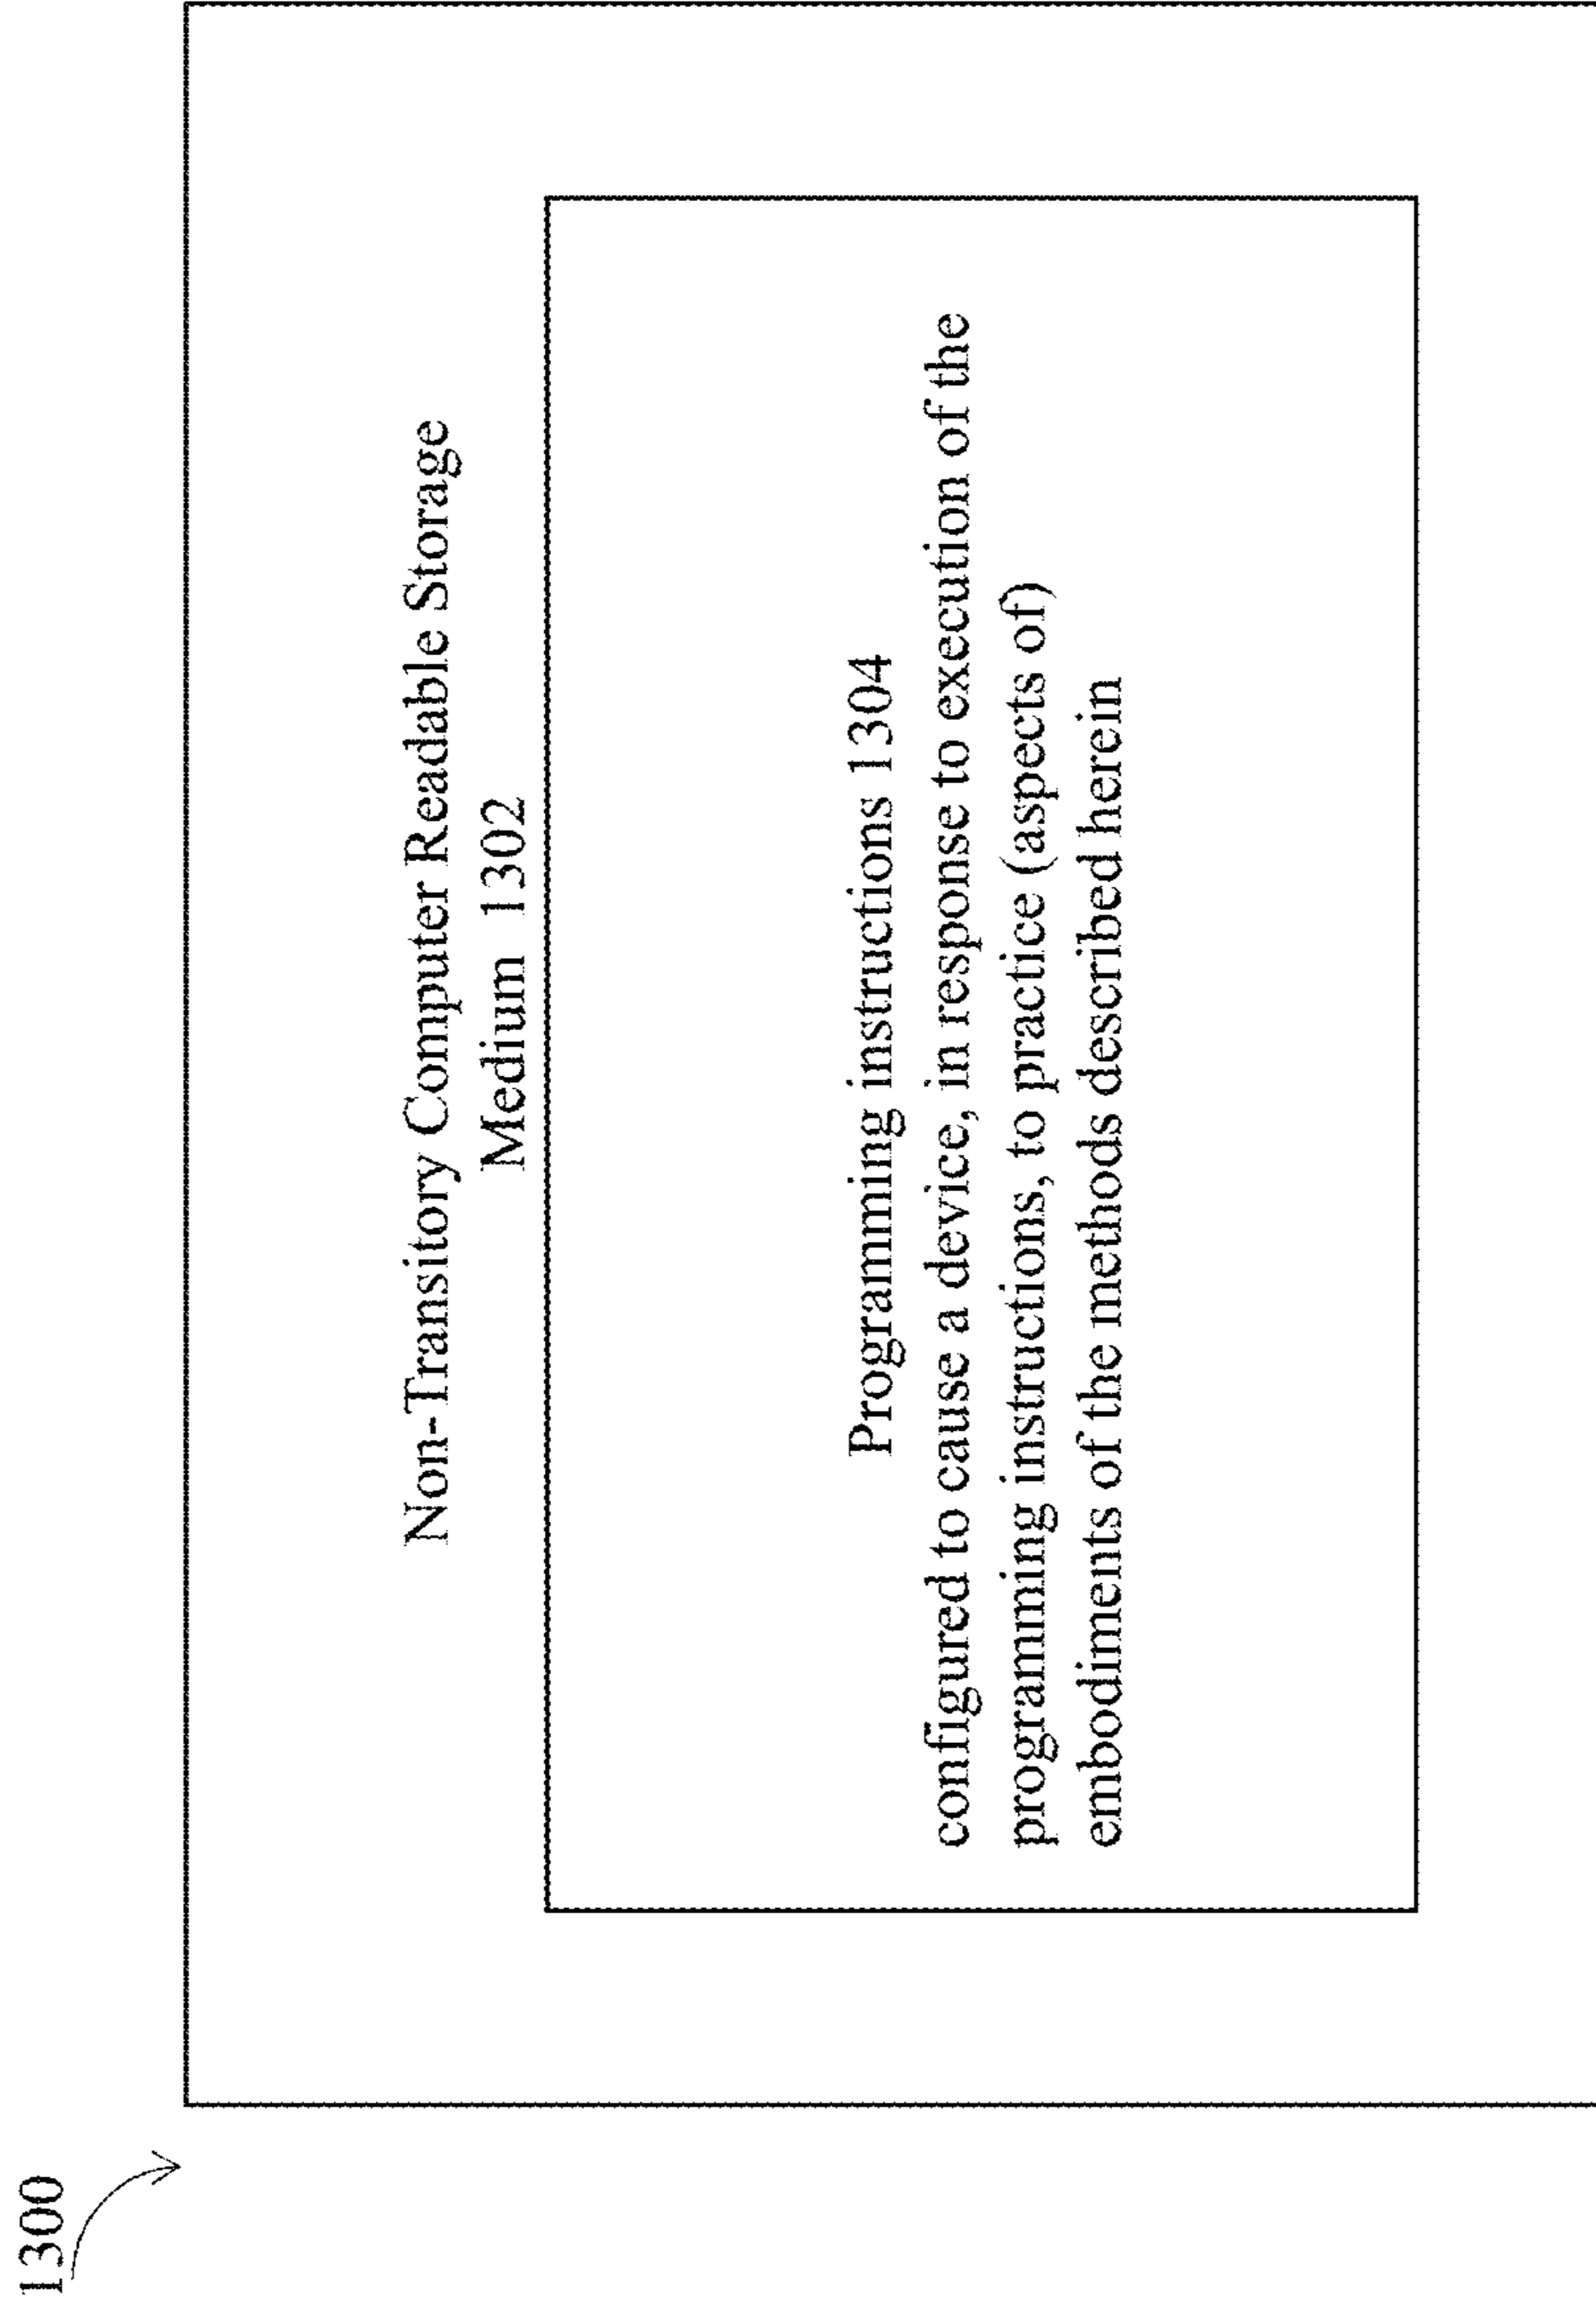 1300
Non-Transitory Computer Readable Storage
Medium 1302
Programming instructions 1304
configured to cause a device, in response to execution of the
programming instructions, to practice (aspects of)
embodiments of the methods described herein